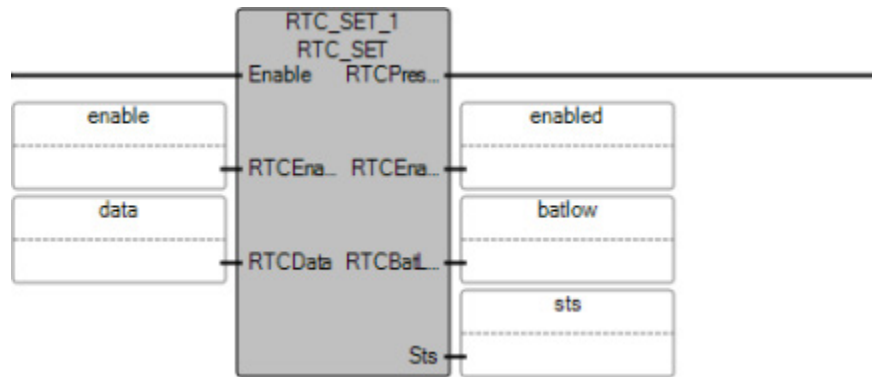 RTC_SET_1
RTC_SET
Enable RTCPres...
enable
enabled
RTCEna... RTCEna...
data
batlow
RTCData RTCBatL...
sts
Sts